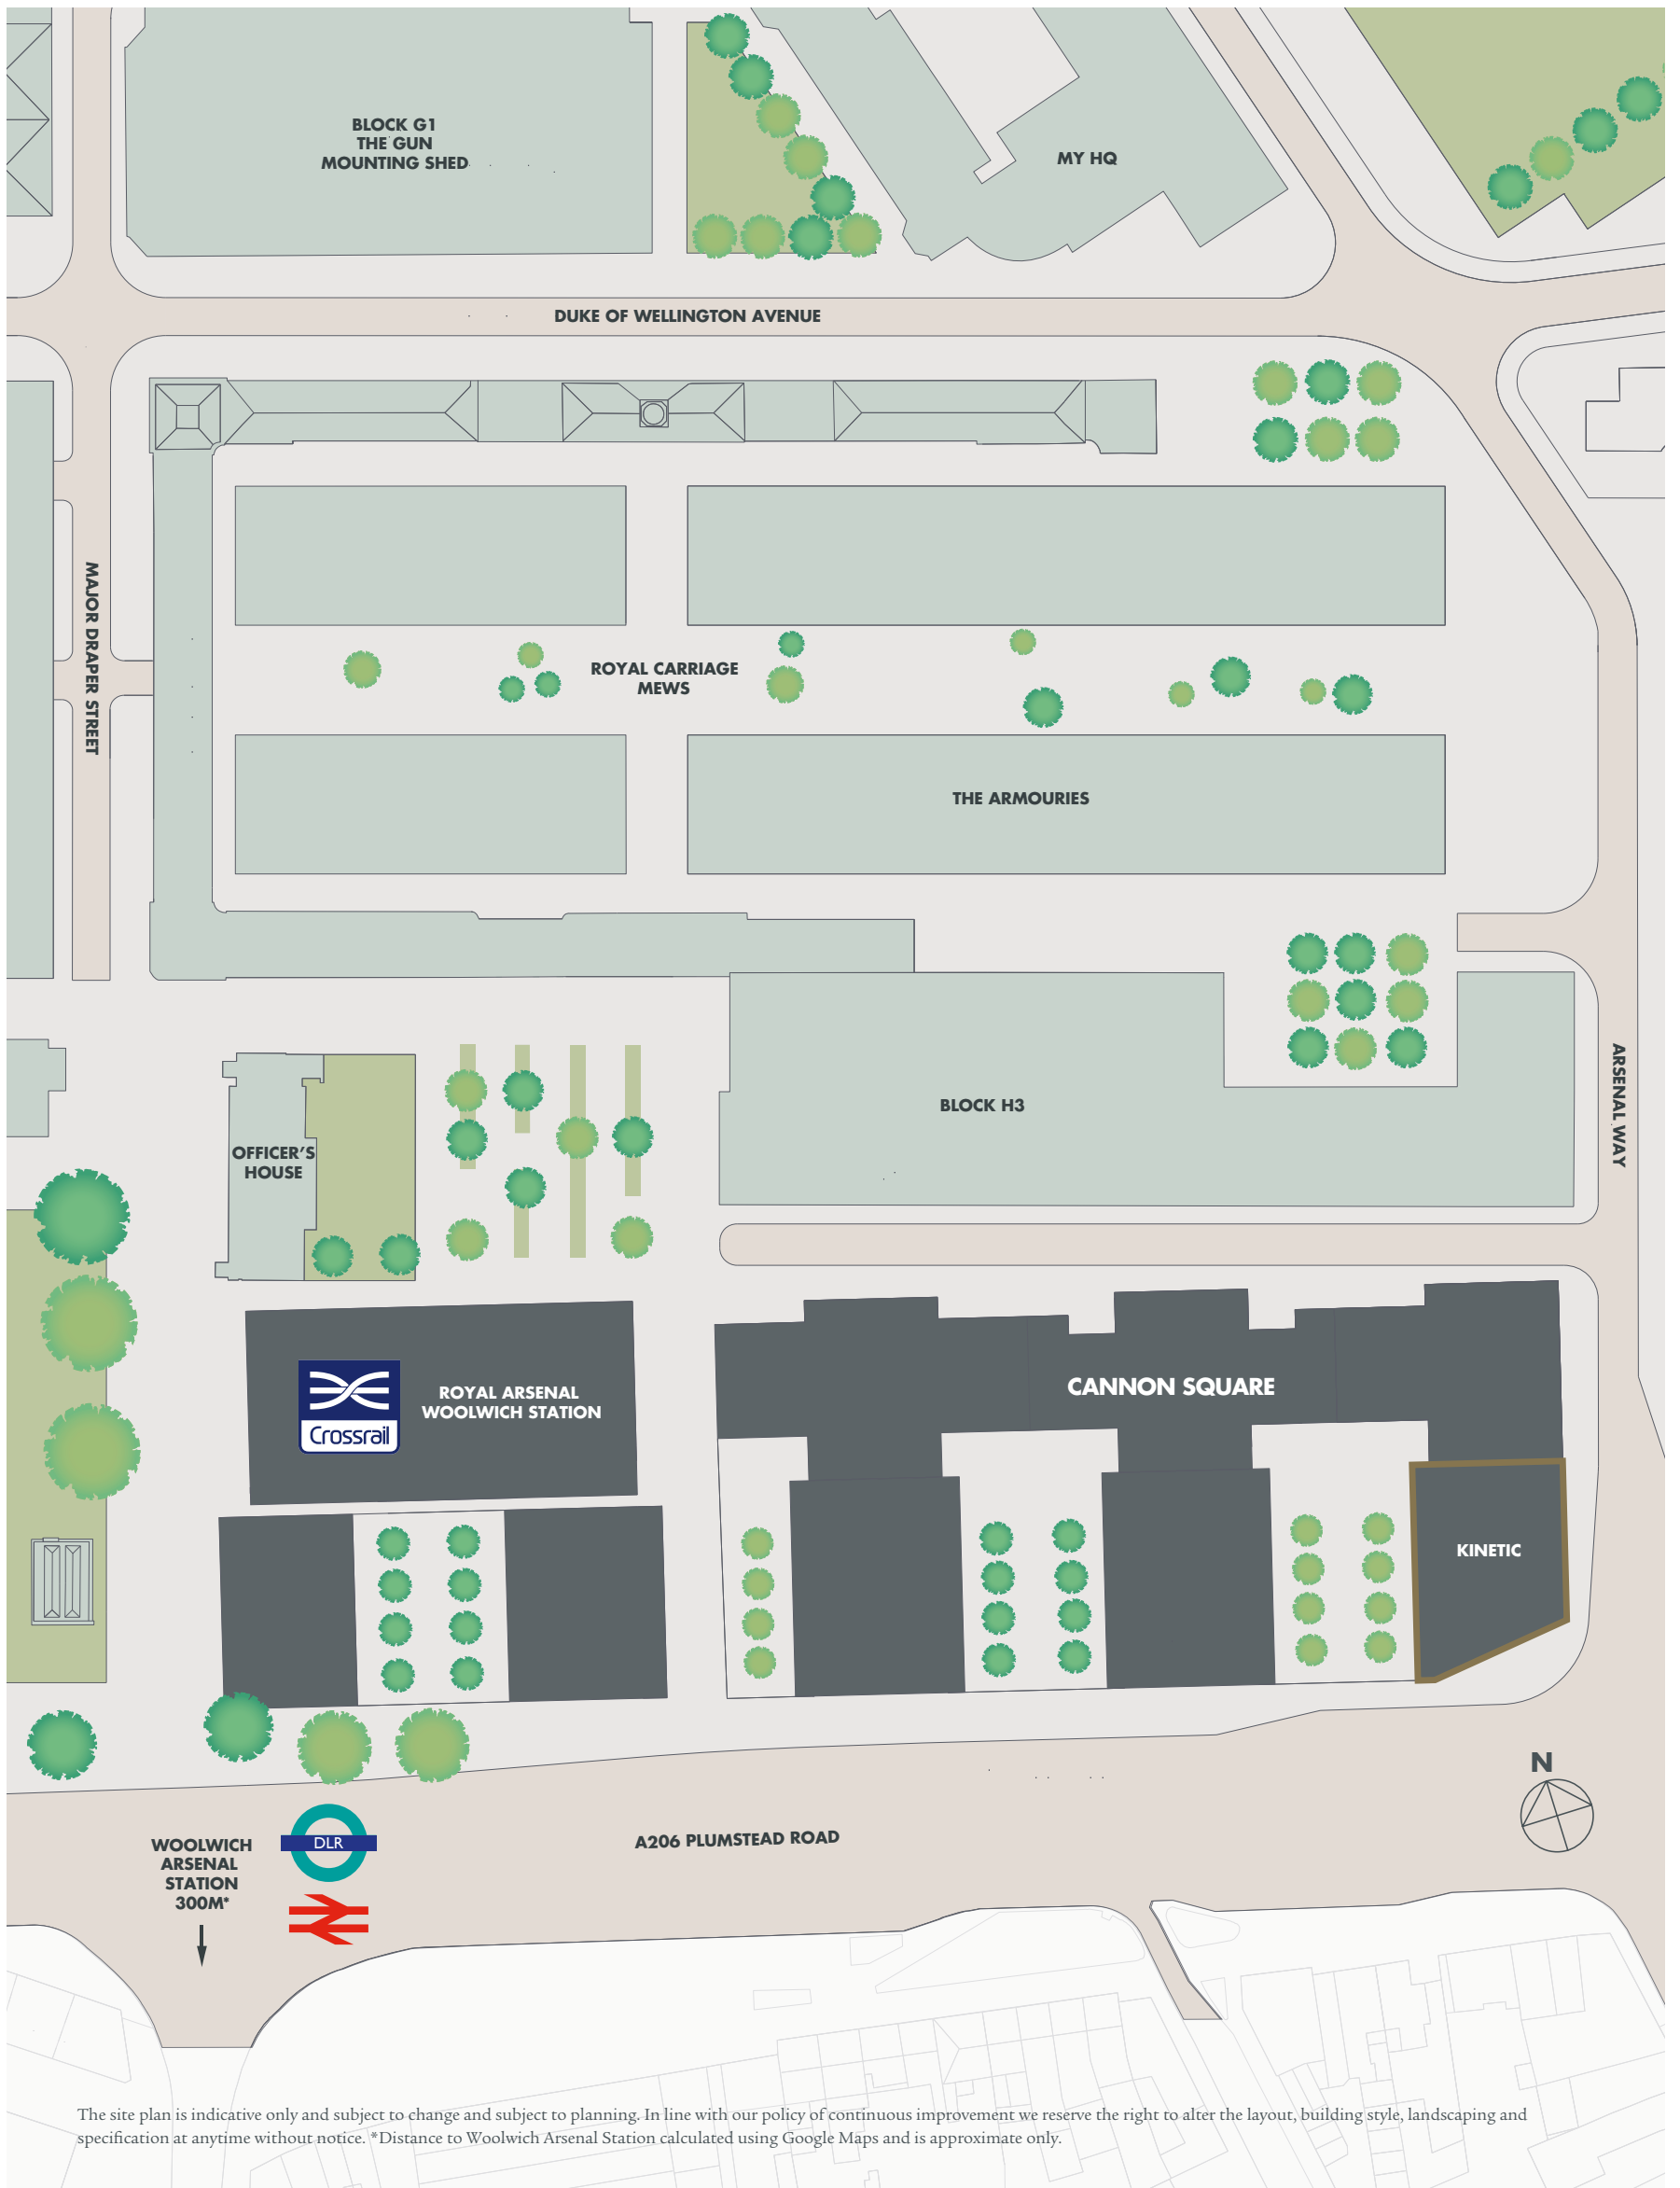 BLOCK G1
THE GUN
MOUNTING SHED
MY HQ
DUKE OF WELLINGTON AVENUE
MAJOR DRAPER STREET
ROYAL CARRIAGE
MEWS
THE ARMOURIES
ARSENAL WAY
BLOCK H3
OFFICER'S
HOUSE
Crossrail
ROYAL ARSENAL
WOOLWICH STATION
CANNON SQUARE
KINETIC
N
A206 PLUMSTEAD ROAD
WOOLWICH
ARSENAL
STATION
300M*
DLR
The site plan is indicative only and subject to change and subject to planning. In line with our policy of continuous improvement we reserve the right to alter the layout, building style, landscaping and
specification at anytime without notice. *Distance to Woolwich Arsenal Station calculated using Google Maps and is approximate only.